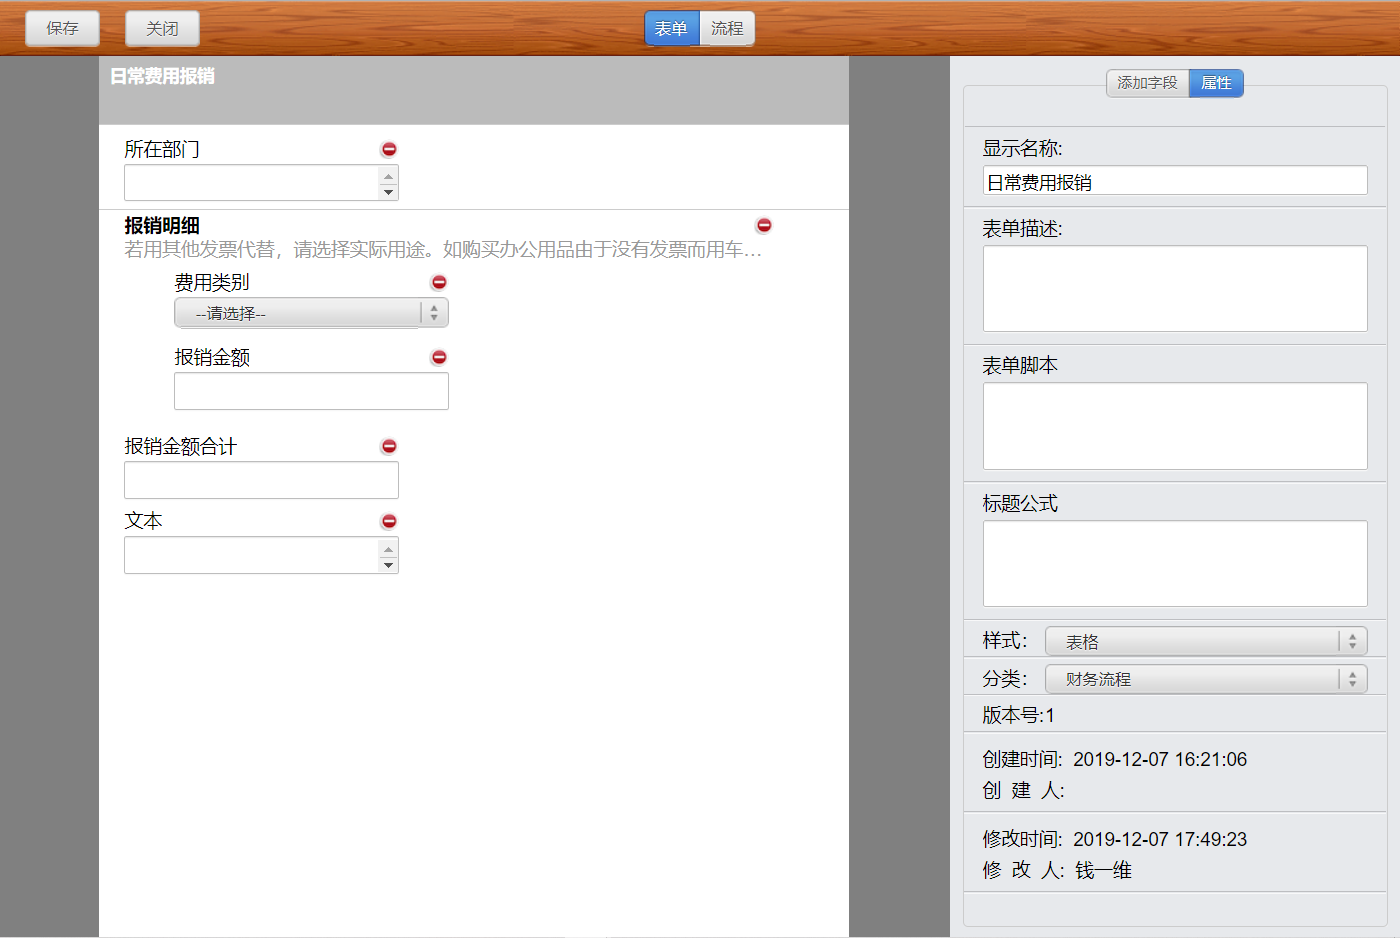 保存
关闭
表单
流程
日常费用报销
所在部门
报销明细
若用其他发票代替，请选择实际用途。如购买办公用品由于没有发票而用车...
费用类别
--请选择--
报销金额
报销金额合计
文本
添加字段
属性
显示名称:
日常费用报销
表单描述:
表单脚本
标题公式
样式:
表格
分类:
财务流程
版本号:1
创建时间: 2019-12-07 16:21:06
创 建 人:
修改时间: 2019-12-07 17:49:23
修 改 人: 钱一维